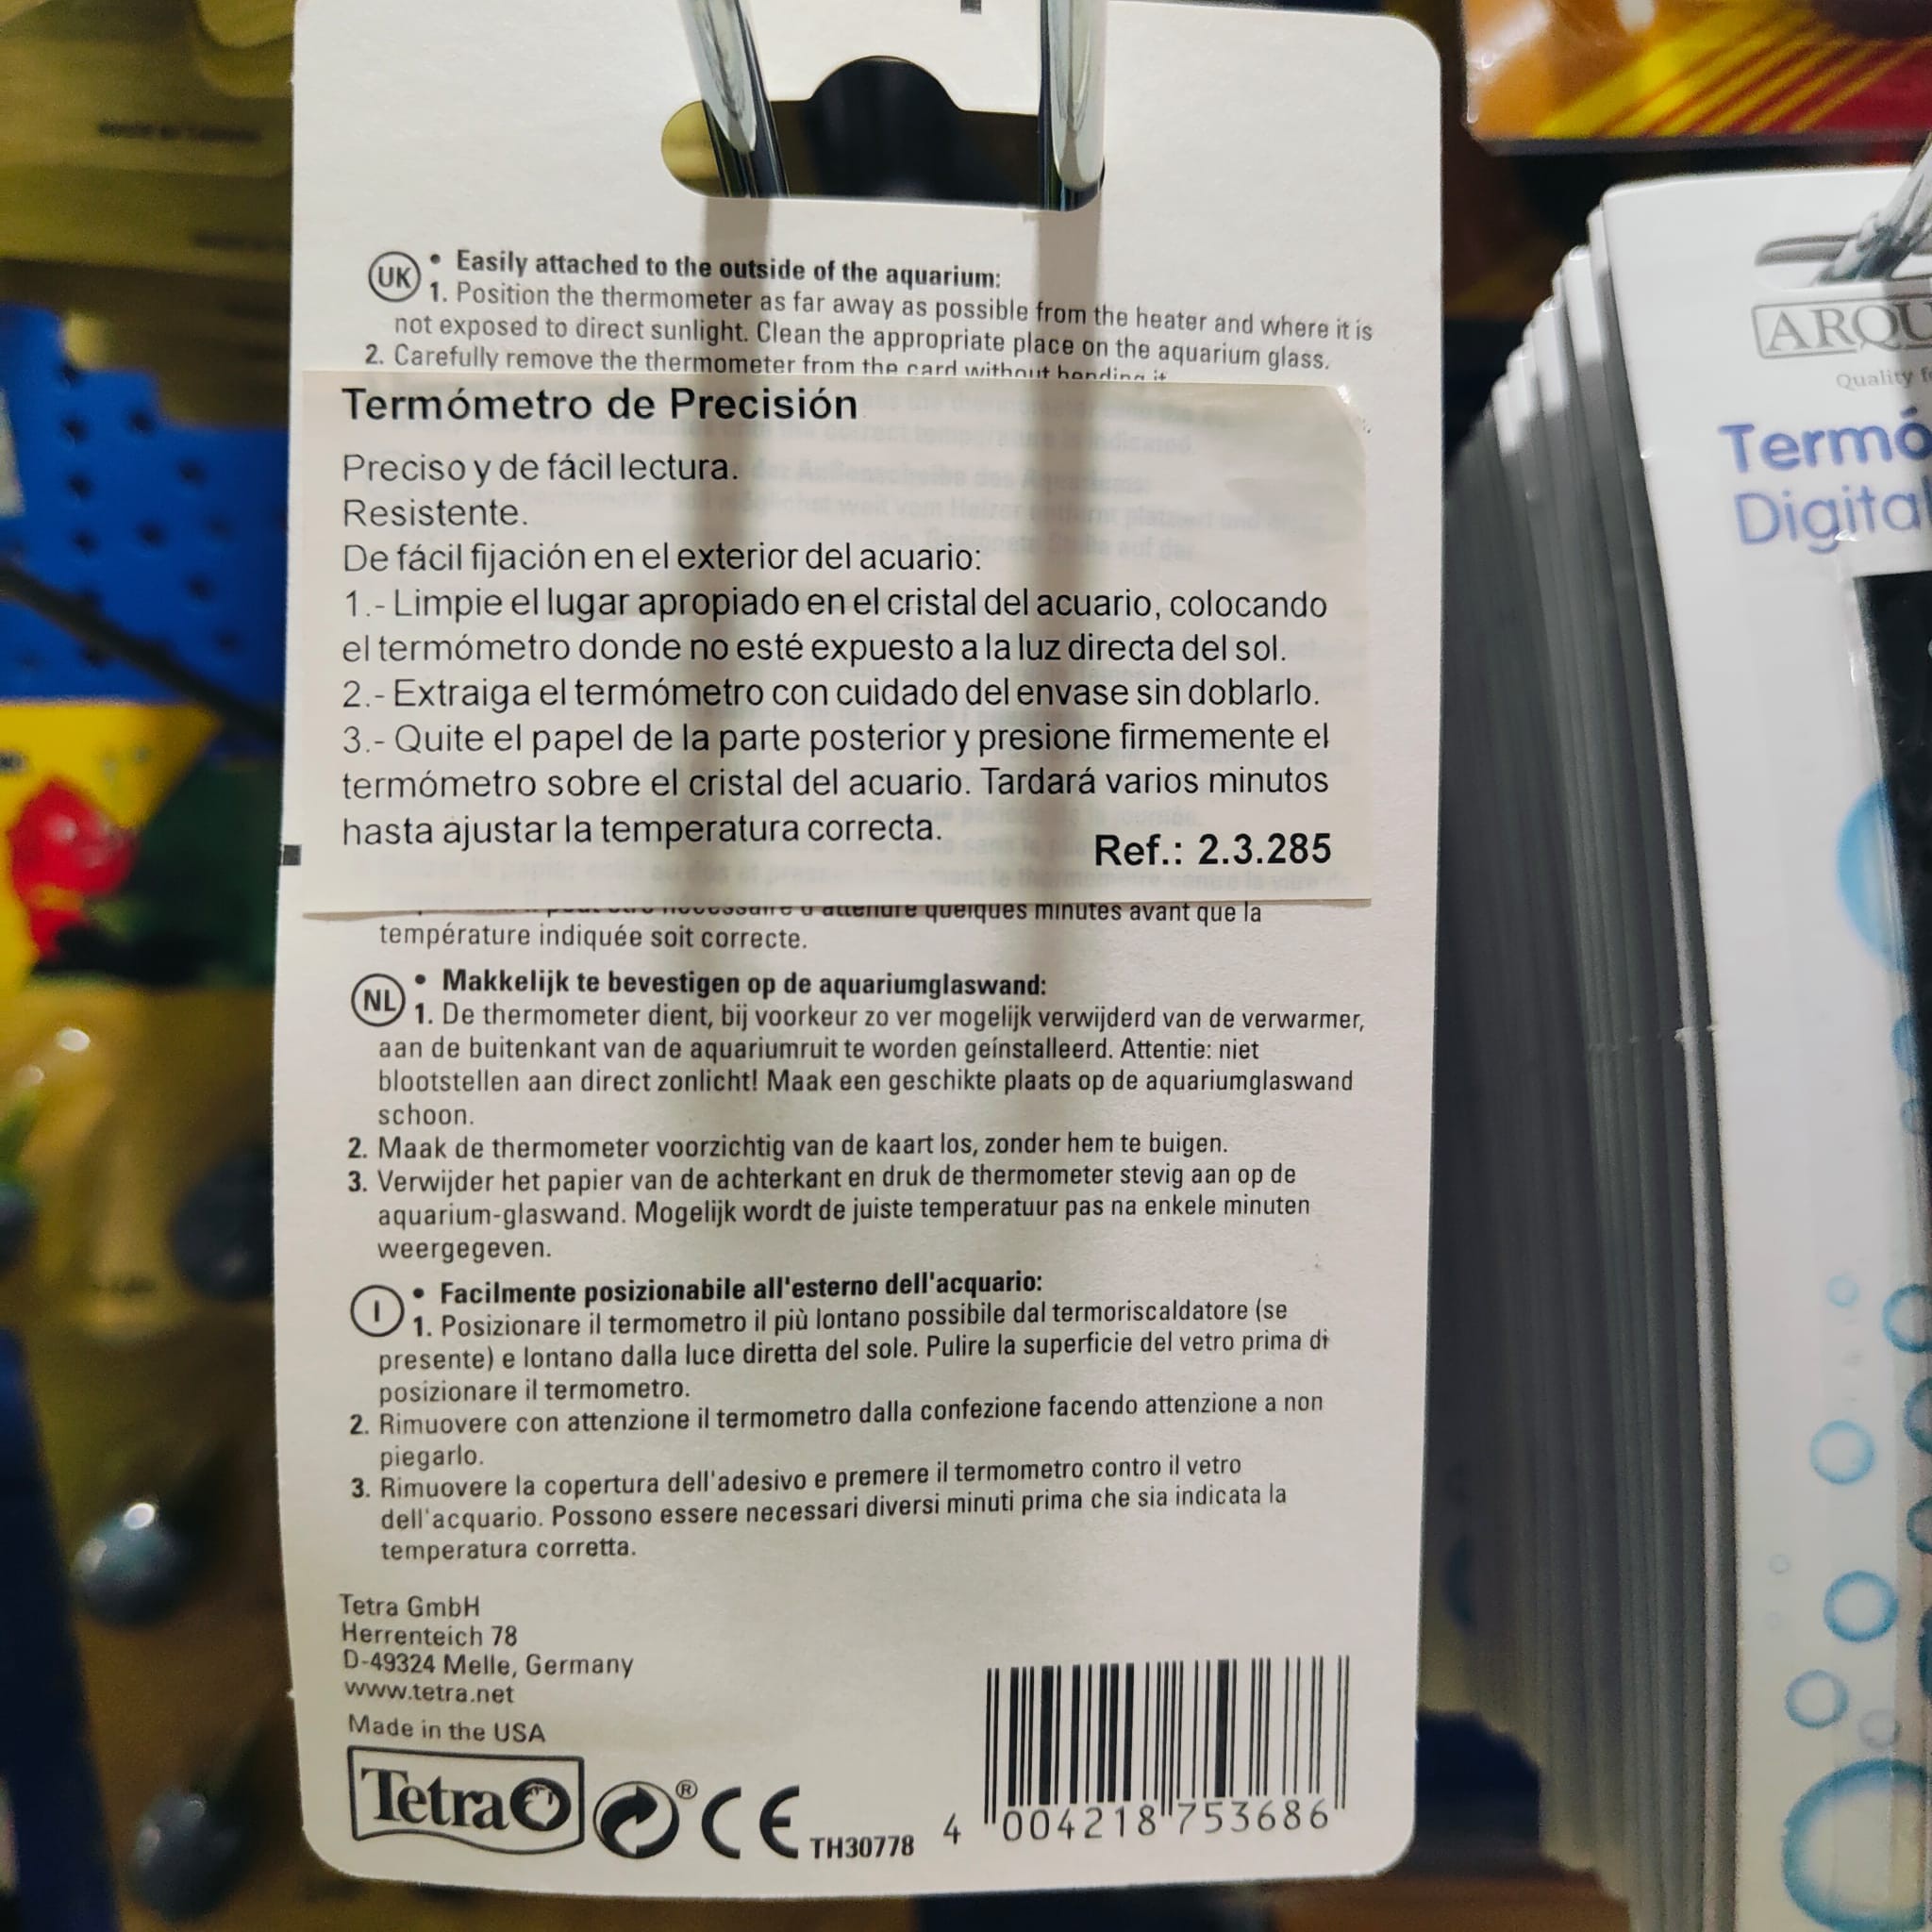 UK • Easily attached to the outside of the aquarium:
1. Position the thermometer as far away as possible from the heater and where it is
not exposed to direct sunlight. Clean the appropriate place on the aquarium glass.
2. Carefully remove the thermometer from the card without bending it
Termómetro de Precisión
Preciso y de fácil lectura.
Resistente.
De fácil fijación en el exterior del acuario:
1.- Limpie el lugar apropiado en el cristal del acuario, colocando
el termómetro donde no esté expuesto a la luz directa del sol.
2.- Extraiga el termómetro con cuidado del envase sin doblarlo.
3.- Quite el papel de la parte posterior y presione firmemente el
termómetro sobre el cristal del acuario. Tardará varios minutos
hasta ajustar la temperatura correcta.
Ref.: 2.3.285
nécessaire d'attendre quelques minutes avant que la
température indiquée soit correcte.
NL • Makkelijk te bevestigen op de aquariumglaswand:
1. De thermometer dient, bij voorkeur zo ver mogelijk verwijderd van de verwarmer,
aan de buitenkant van de aquariumruit te worden geínstalleerd. Attentie: niet
blootstellen aan direct zonlicht! Maak een geschikte plaats op de aquariumglaswand
schoon.
2. Maak de thermometer voorzichtig van de kaart los, zonder hem te buigen.
3. Verwijder het papier van de achterkant en druk de thermometer stevig aan op de
aquarium-glaswand. Mogelijk wordt de juiste temperatuur pas na enkele minuten
weergegeven.
I • Facilmente posizionabile all'esterno dell'acquario:
1. Posizionare il termometro il più lontano possibile dal termoriscaldatore (se
presente) e lontano dalla luce diretta del sole. Pulire la superficie del vetro prima di
posizionare il termometro.
2. Rimuovere con attenzione il termometro dalla confezione facendo attenzione a non
piegarlo.
3. Rimuovere la copertura dell'adesivo e premere il termometro contro il vetro
dell'acquario. Possono essere necessari diversi minuti prima che sia indicata la
temperatura corretta.
Tetra GmbH
Herrenteich 78
D-49324 Melle, Germany
www.tetra.net
Made in the USA
Tetra ® CE TH30778
4 004218 753686
ARQU
Quality f
Termó
Digital